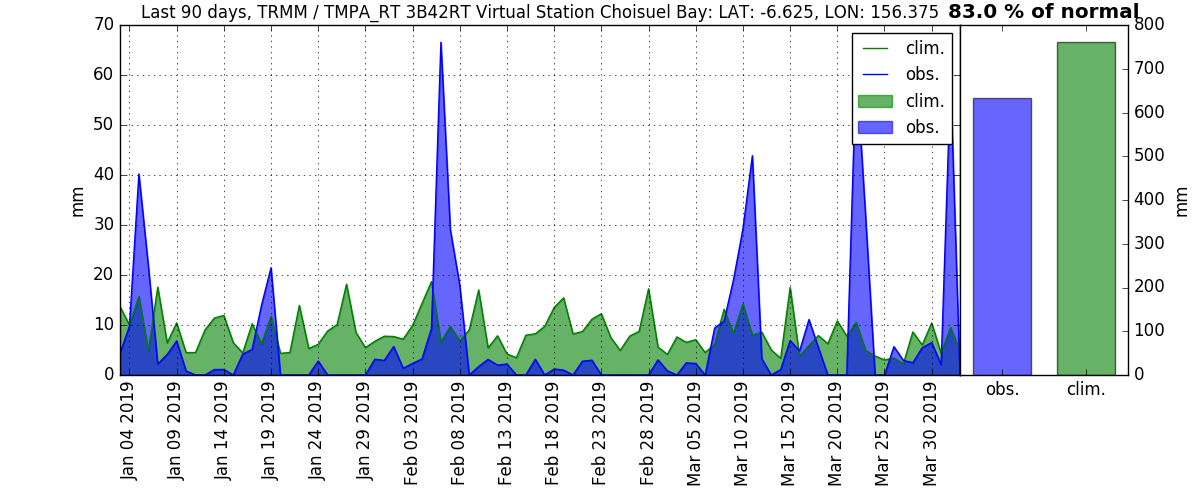 Last 90 days, TRMM / TMPA_RT 3B42RT Virtual Station Choisuel Bay: LAT: -6.625, LON: 156.375 83.0 % of normal
70
60
50
40
30
20
10
0
mm
clim.
obs.
clim.
obs.
800
700
600
500
400
300
200
100
0
mm
Jan 04 2019
Jan 09 2019
Jan 14 2019
Jan 19 2019
Jan 24 2019
Jan 29 2019
Feb 03 2019
Feb 08 2019
Feb 13 2019
Feb 18 2019
Feb 23 2019
Feb 28 2019
Mar 05 2019
Mar 10 2019
Mar 15 2019
Mar 20 2019
Mar 25 2019
Mar 30 2019
obs.
clim.